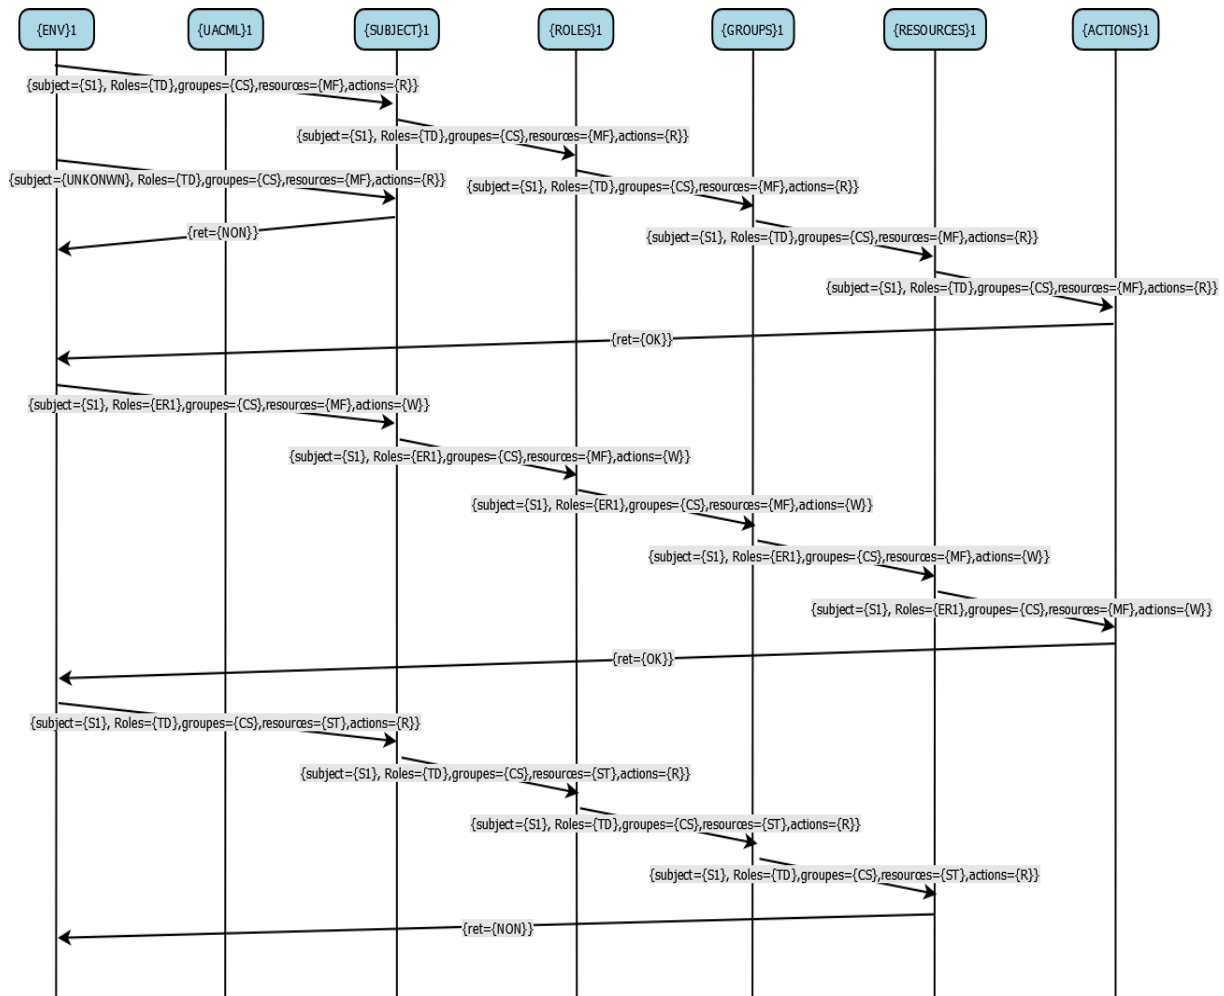 {ENV}1
{UACML}1
{SUBJECT}1
{ROLES}1
{GROUPS}1
{RESOURCES}1
{ACTIONS}1
{subject={S1}, Roles={TD},groupes={CS},resources={MF},actions={R}}
{subject={S1}, Roles={TD},groupes={CS},resources={MF},actions={R}}
{subject={UNKONWN}, Roles={TD},groupes={CS},resources={MF},actions={R}}
{subject={S1}, Roles={TD},groupes={CS},resources={MF},actions={R}}
{ret={NON}}
{subject={S1}, Roles={TD},groupes={CS},resources={MF},actions={R}}
{subject={S1}, Roles={TD},groupes={CS},resources={MF},actions={R}}
{ret={OK}}
{subject={S1}, Roles={ER1},groupes={CS},resources={MF},actions={W}}
{subject={S1}, Roles={ER1},groupes={CS},resources={MF},actions={W}}
{subject={S1}, Roles={ER1},groupes={CS},resources={MF},actions={W}}
{subject={S1}, Roles={ER1},groupes={CS},resources={MF},actions={W}}
{subject={S1}, Roles={ER1},groupes={CS},resources={MF},actions={W}}
{ret={OK}}
{subject={S1}, Roles={TD},groupes={CS},resources={ST},actions={R}}
{subject={S1}, Roles={TD},groupes={CS},resources={ST},actions={R}}
{subject={S1}, Roles={TD},groupes={CS},resources={ST},actions={R}}
{subject={S1}, Roles={TD},groupes={CS},resources={ST},actions={R}}
{ret={NON}}